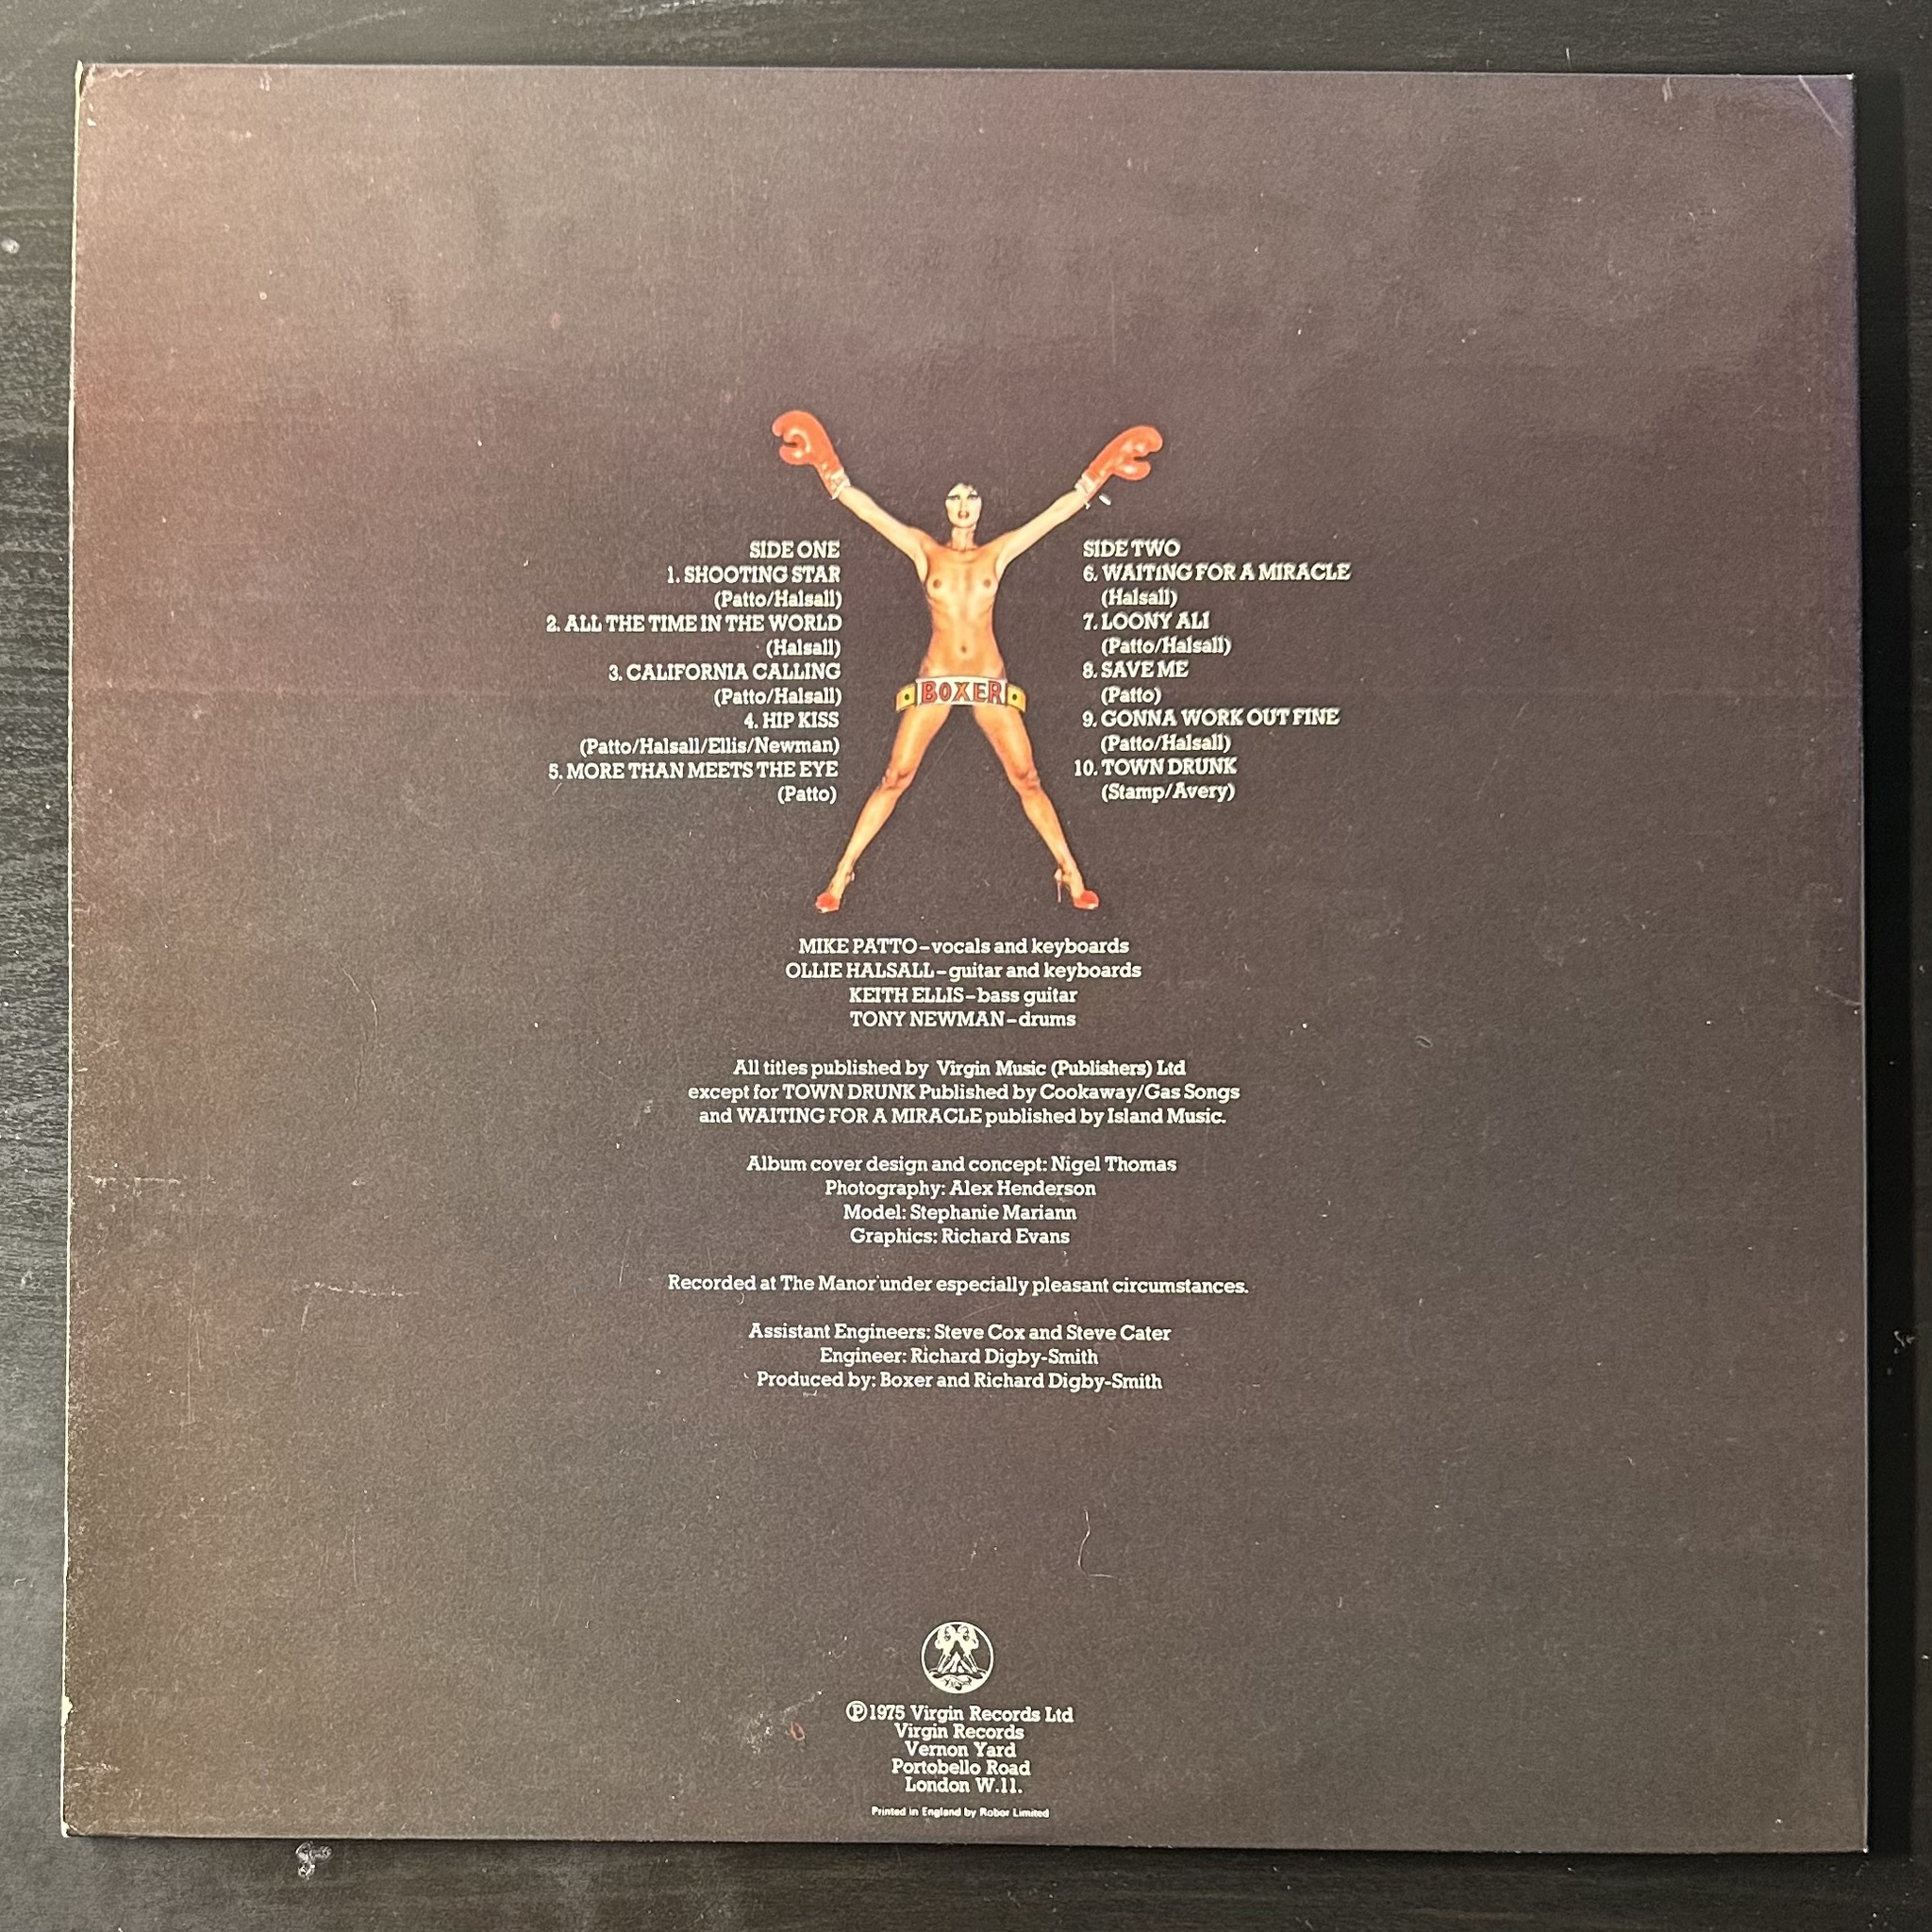 SIDE ONE
1. SHOOTING STAR
(Patto/Halsall)
2. ALL THE TIME IN THE WORLD
(Halsall)
3. CALIFORNIA CALLING
(Patto/Halsall)
4. HIP KISS
(Patto/Halsall/Ellis/Newman)
5. MORE THAN MEETS THE EYE
(Patto)
BOXER
SIDE TWO
6. WAITING FOR A MIRACLE
(Halsall)
7. LOONY ALI
(Patto/Halsall)
8. SAVE ME
(Patto)
9. GONNA WORK OUT FINE
(Patto/Halsall)
10. TOWN DRUNK
(Stamp/Avery)
MIKE PATTO–vocals and keyboards
OLLIE HALSALL–guitar and keyboards
KEITH ELLIS–bass guitar
TONY NEWMAN–drums
All titles published by Virgin Music (Publishers) Ltd
except for TOWN DRUNK Published by Cookaway/Gas Songs
and WAITING FOR A MIRACLE published by Island Music.
Album cover design and concept: Nigel Thomas
Photography: Alex Henderson
Model: Stephanie Mariann
Graphics: Richard Evans
Recorded at The Manor under especially pleasant circumstances.
Assistant Engineers: Steve Cox and Steve Cater
Engineer: Richard Digby-Smith
Produced by: Boxer and Richard Digby-Smith
Virgin
℗1975 Virgin Records Ltd
Virgin Records
Vernon Yard
Portobello Road
London W.11.
Printed in England by Robor Limited